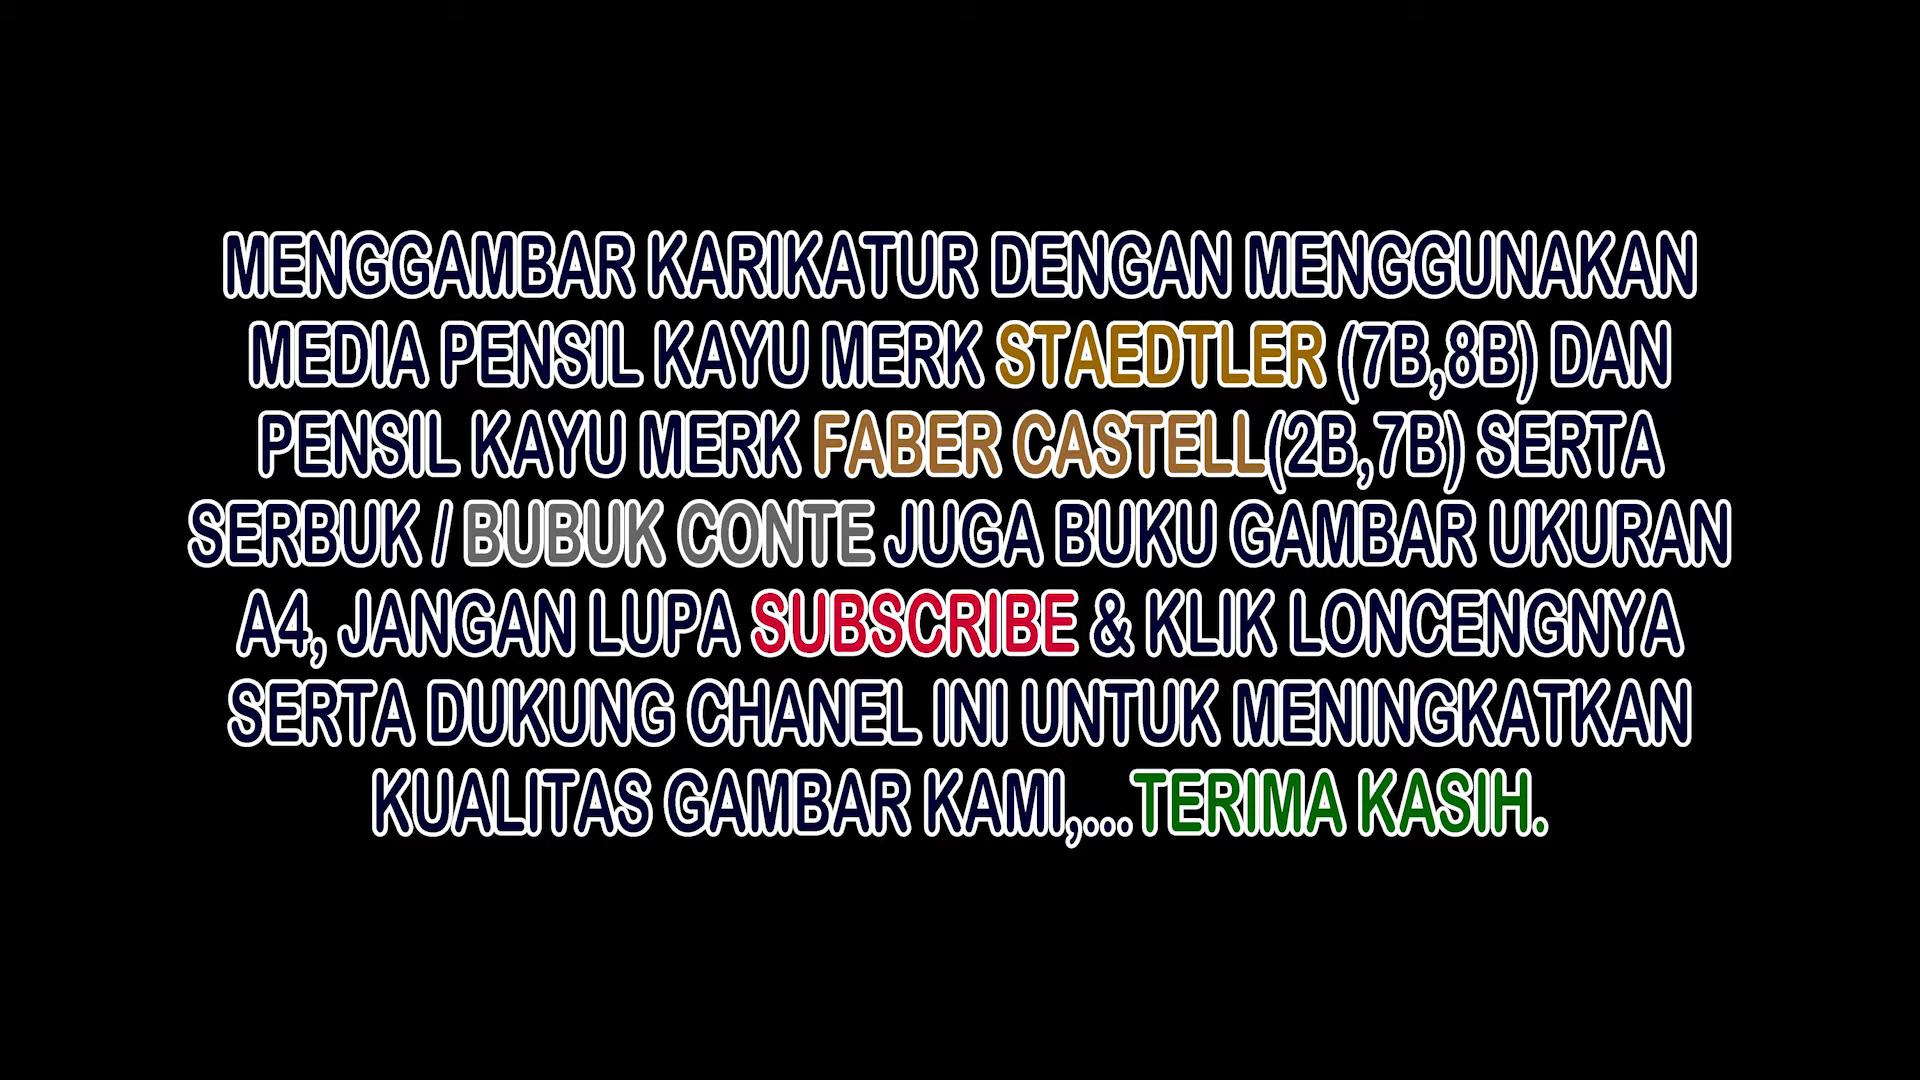 MENGGAMBAR KARIKATUR DENGAN MENGGUNAKAN
MEDIA PENSIL KAYU MERK STAEDTLER (7B,8B) DAN
PENSIL KAYU MERK FABER CASTELL(2B,7B) SERTA
SERBUK / BUBUK CONTE JUGA BUKU GAMBAR UKURAN
A4, JANGAN LUPA SUBSCRIBE & KLIK LONCENGNYA
SERTA DUKUNG CHANEL INI UNTUK MENINGKATKAN
KUALITAS GAMBAR KAMI,...TERIMA KASIH.